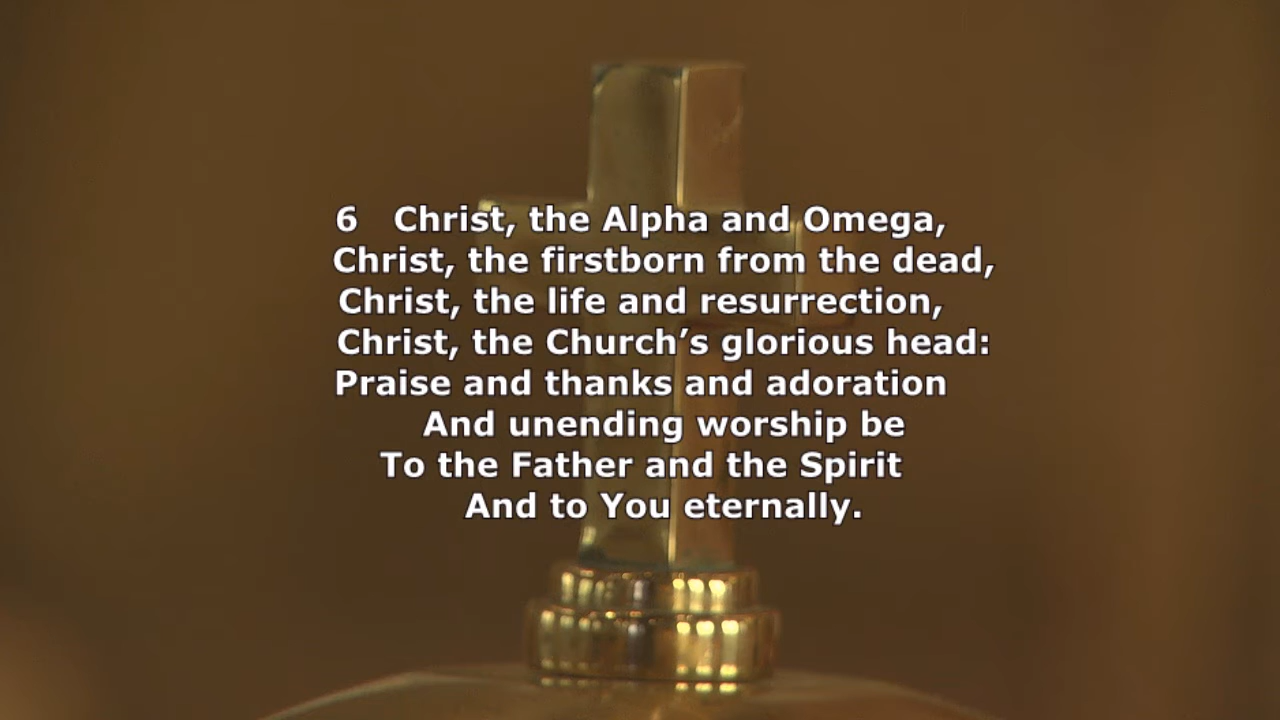 6 Christ, the Alpha and Omega,
Christ, the firstborn from the dead,
Christ, the life and resurrection,
Christ, the Church’s glorious head:
Praise and thanks and adoration
And unending worship be
To the Father and the Spirit
And to You eternally.